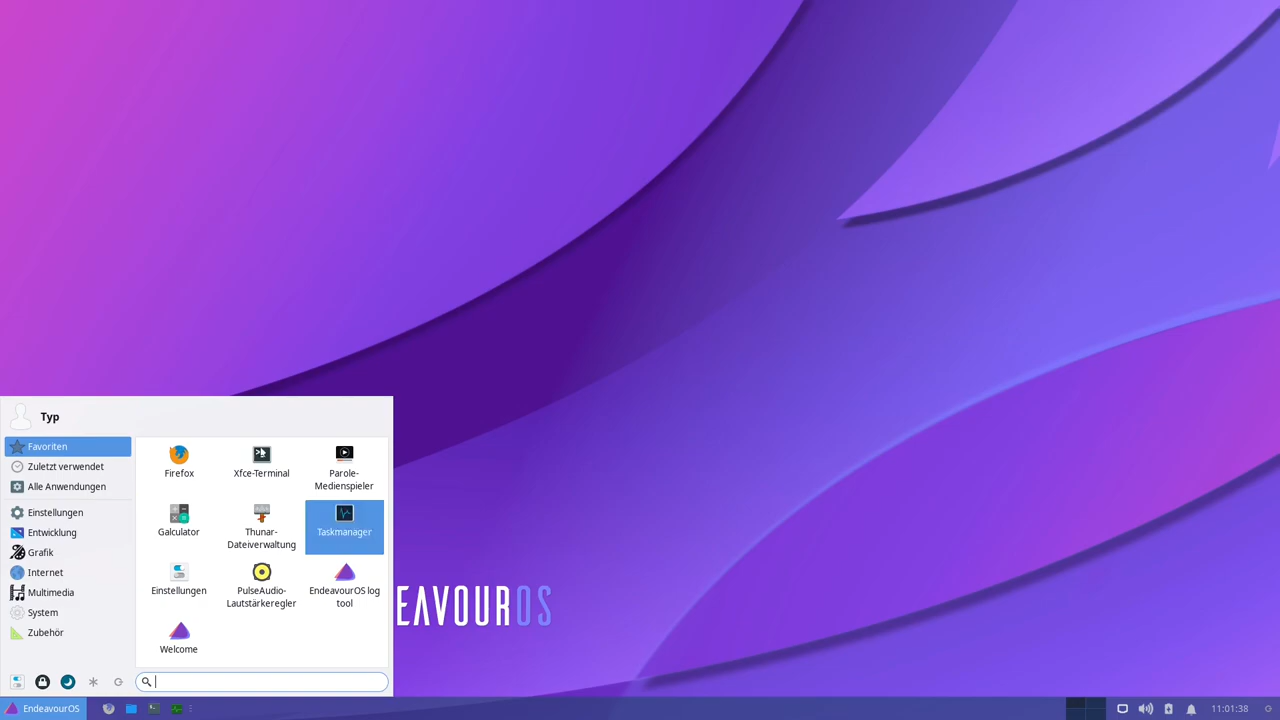 Typ
Favoriten
Zuletzt verwendet
Alle Anwendungen
Einstellungen
Entwicklung
Grafik
Internet
Multimedia
System
Zubehör
Firefox
Xfce-Terminal
Parole-
Medienspieler
Galculator
Thunar-
Dateiverwaltung
Taskmanager
Einstellungen
PulseAudio-
Lautstärkeregler
EndeavourOS log
tool
Welcome
EAVOUROS
EndeavourOS
11:01:38